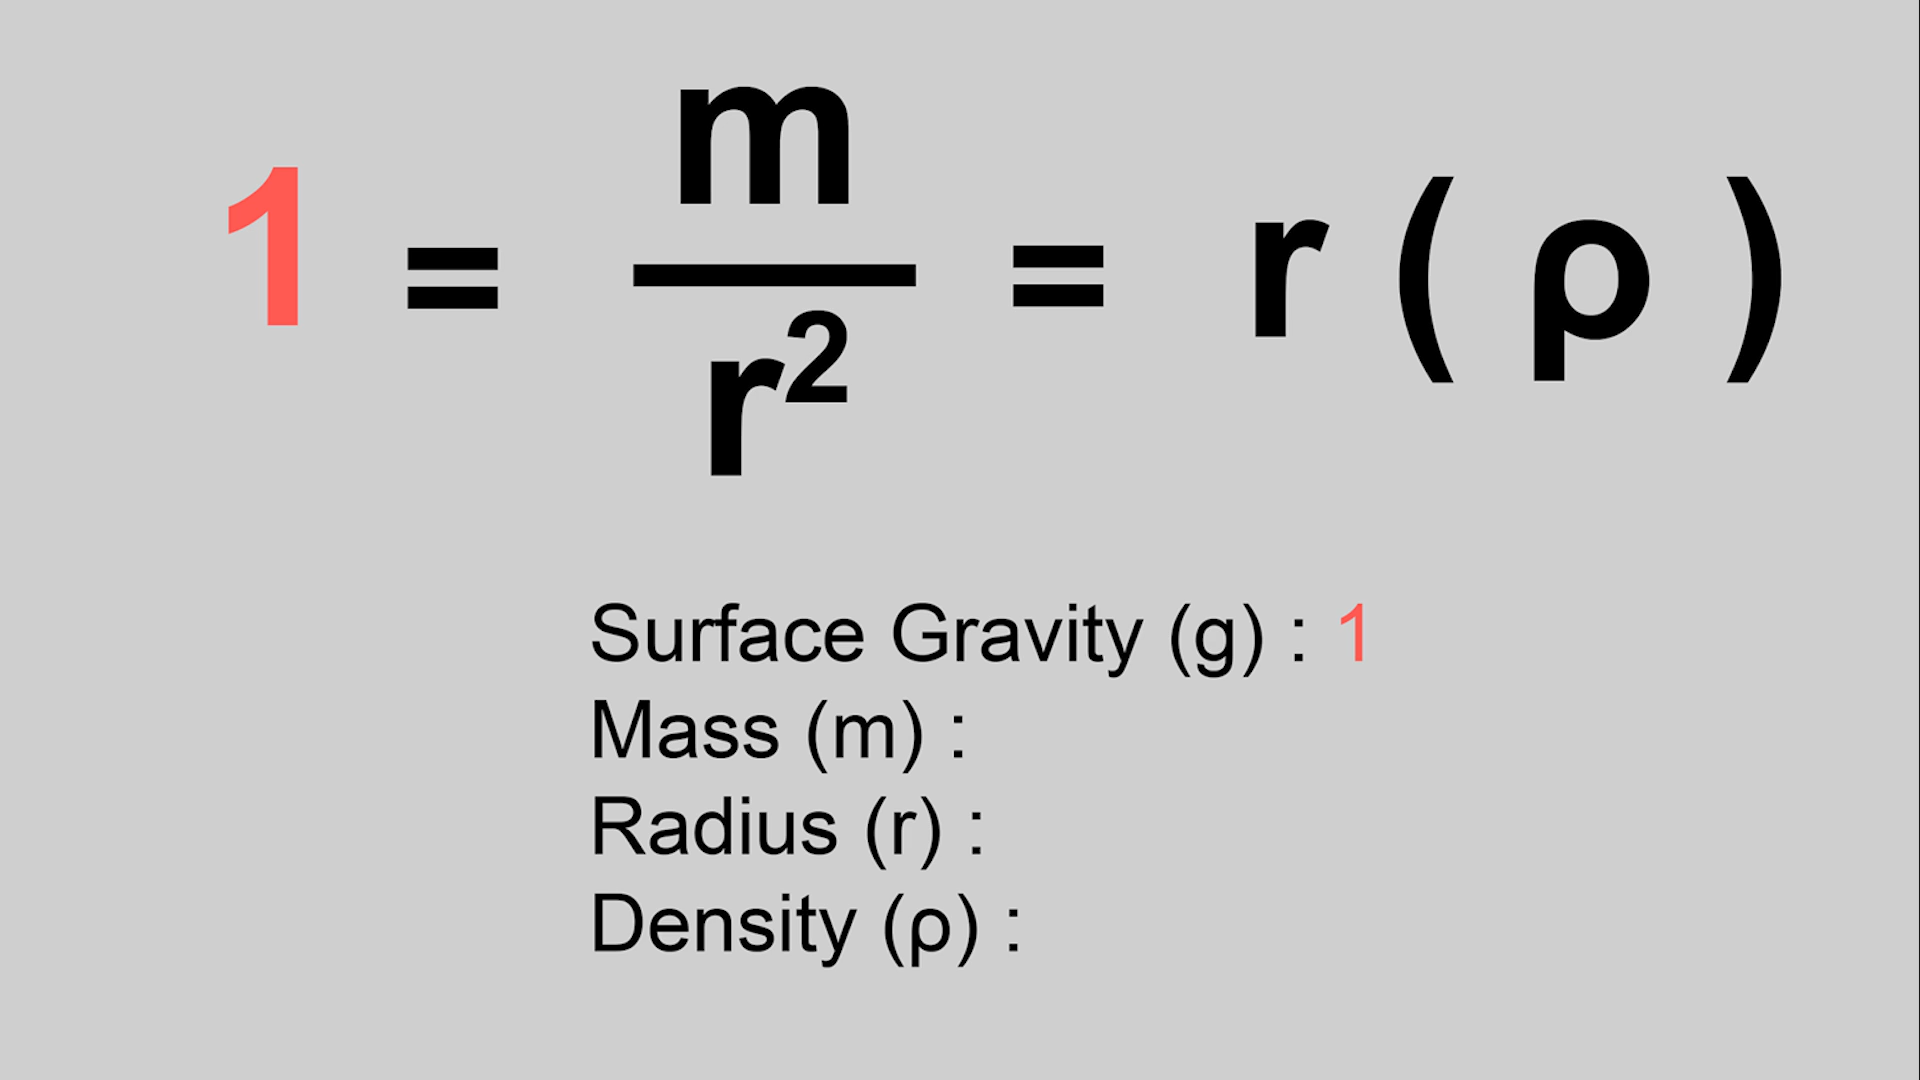 1 = m/r² = r ( ρ )
Surface Gravity (g) : 1
Mass (m) :
Radius (r) :
Density (ρ) :